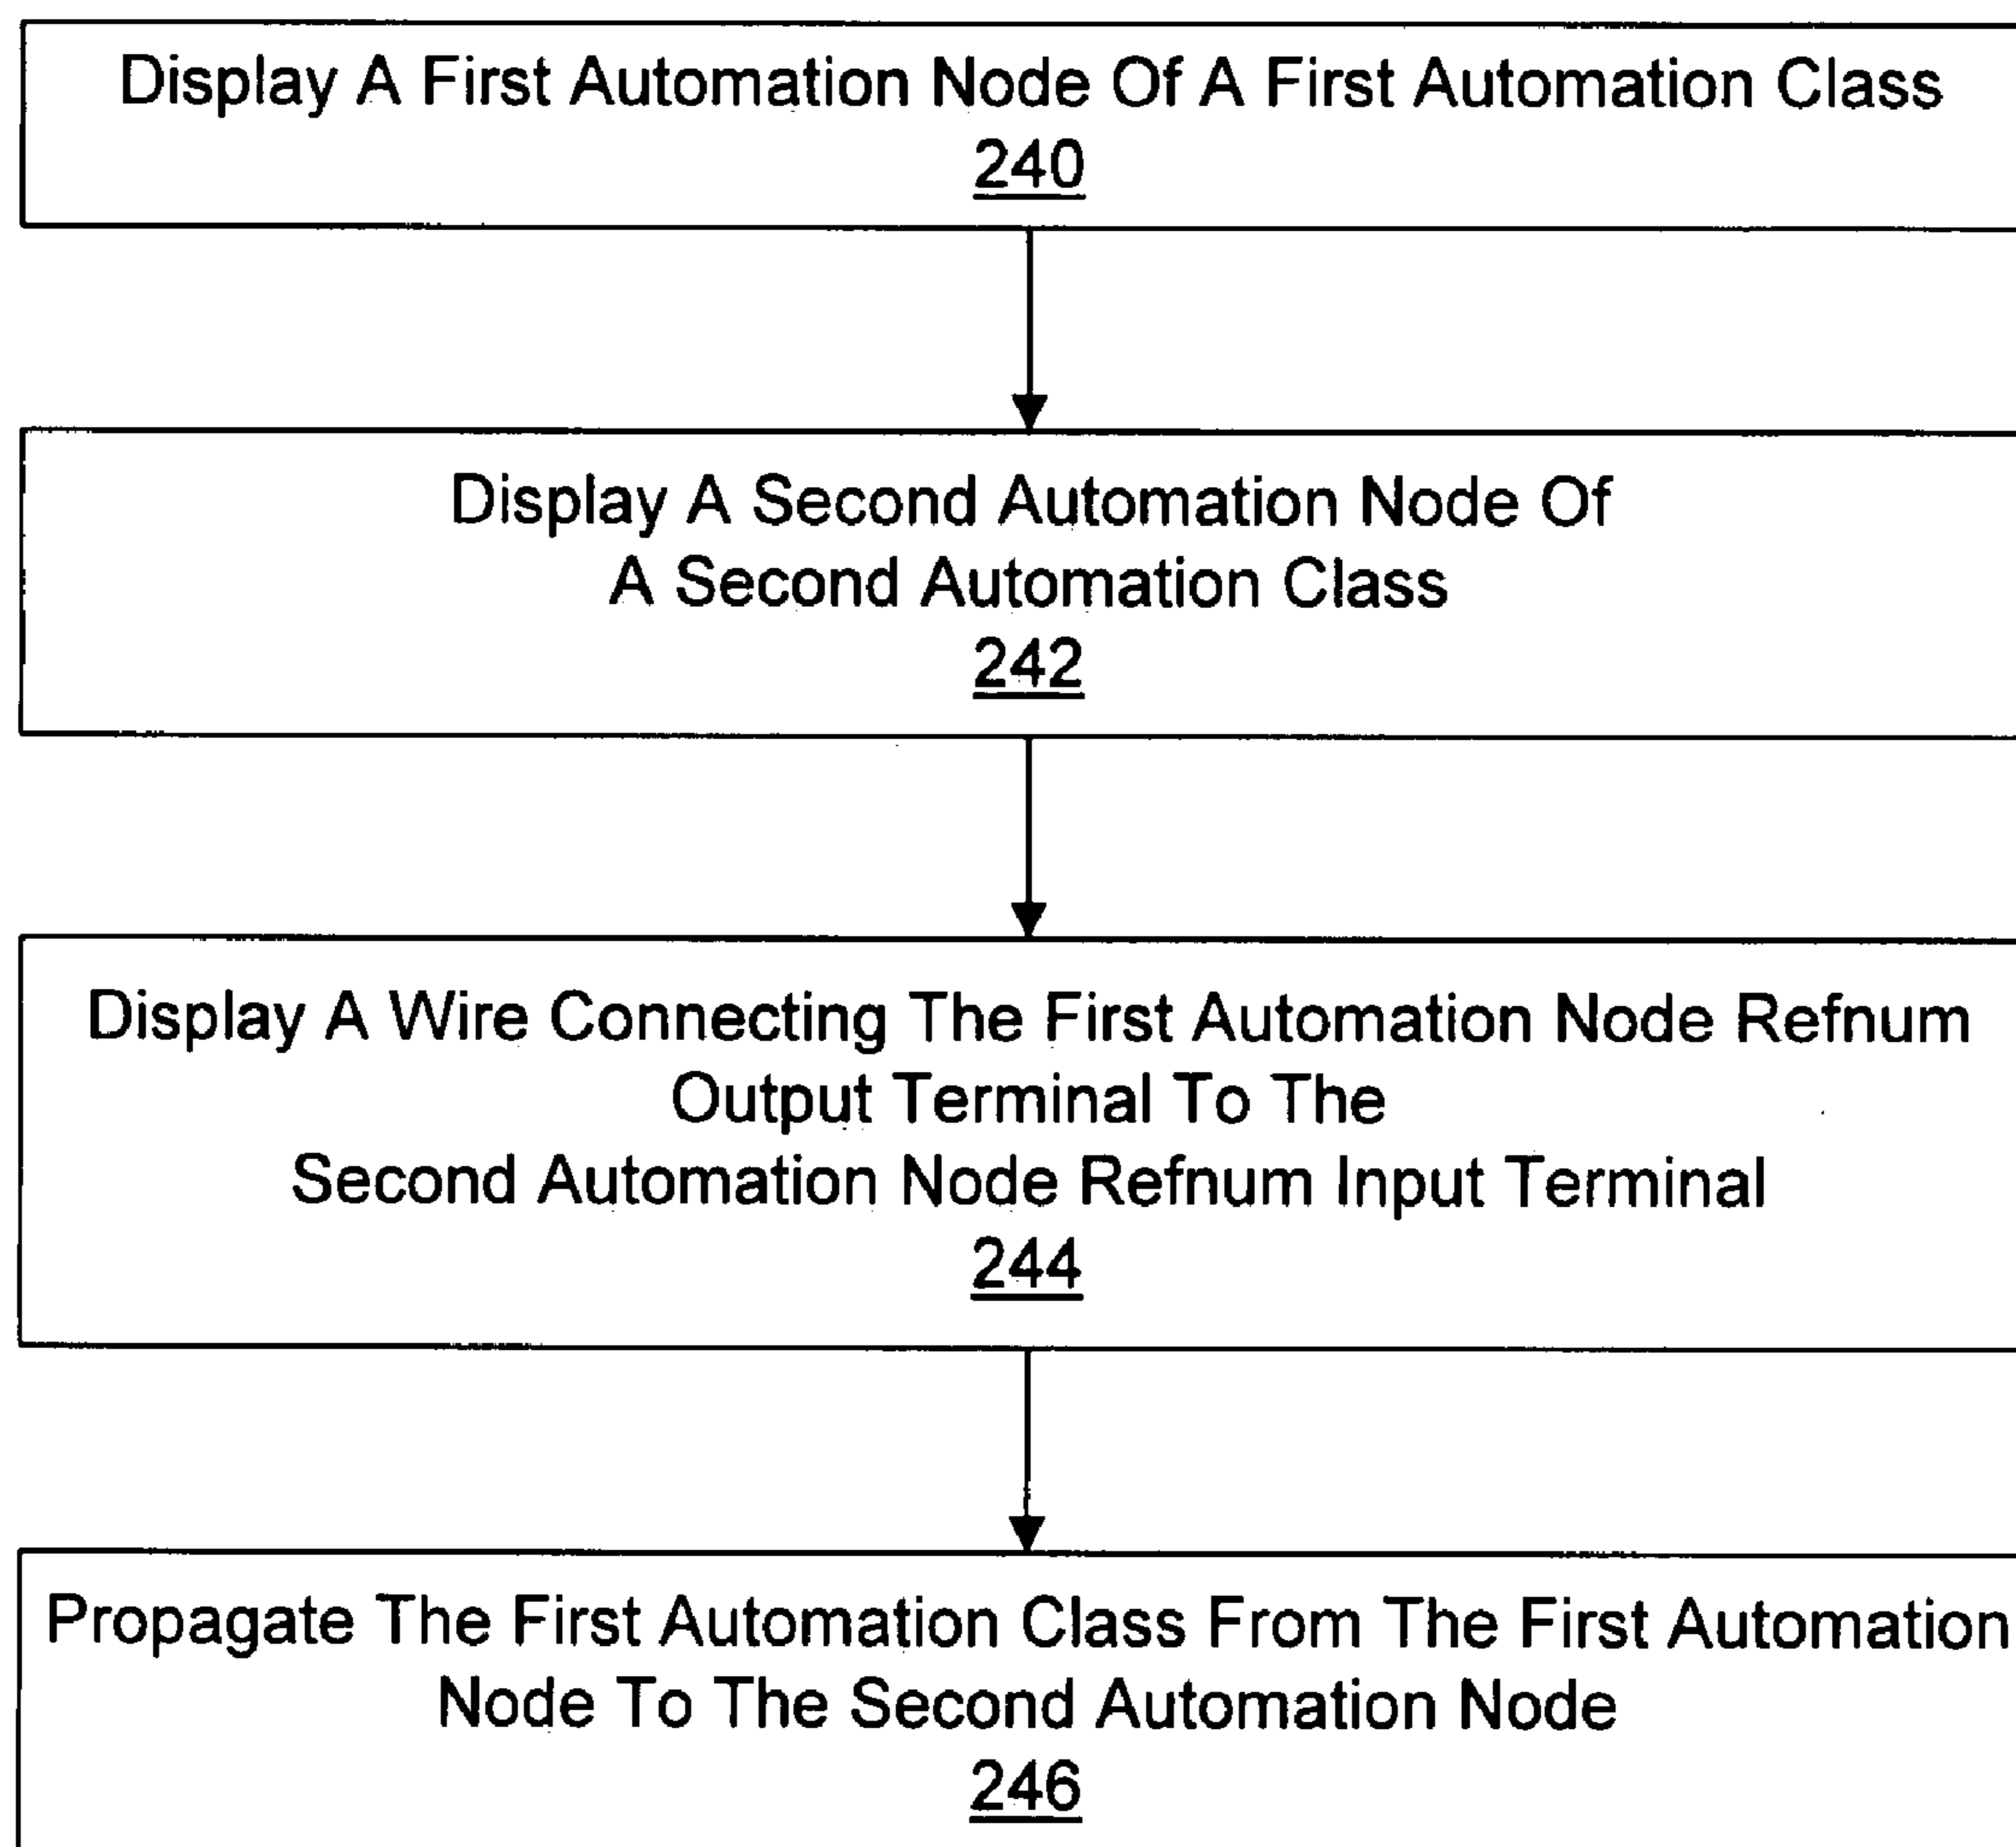 Display A First Automation Node Of A First Automation Class
240
Display A Second Automation Node Of
A Second Automation Class
242
Display A Wire Connecting The First Automation Node Refnum
Output Terminal To The
Second Automation Node Refnum Input Terminal
244
Propagate The First Automation Class From The First Automation
Node To The Second Automation Node
246